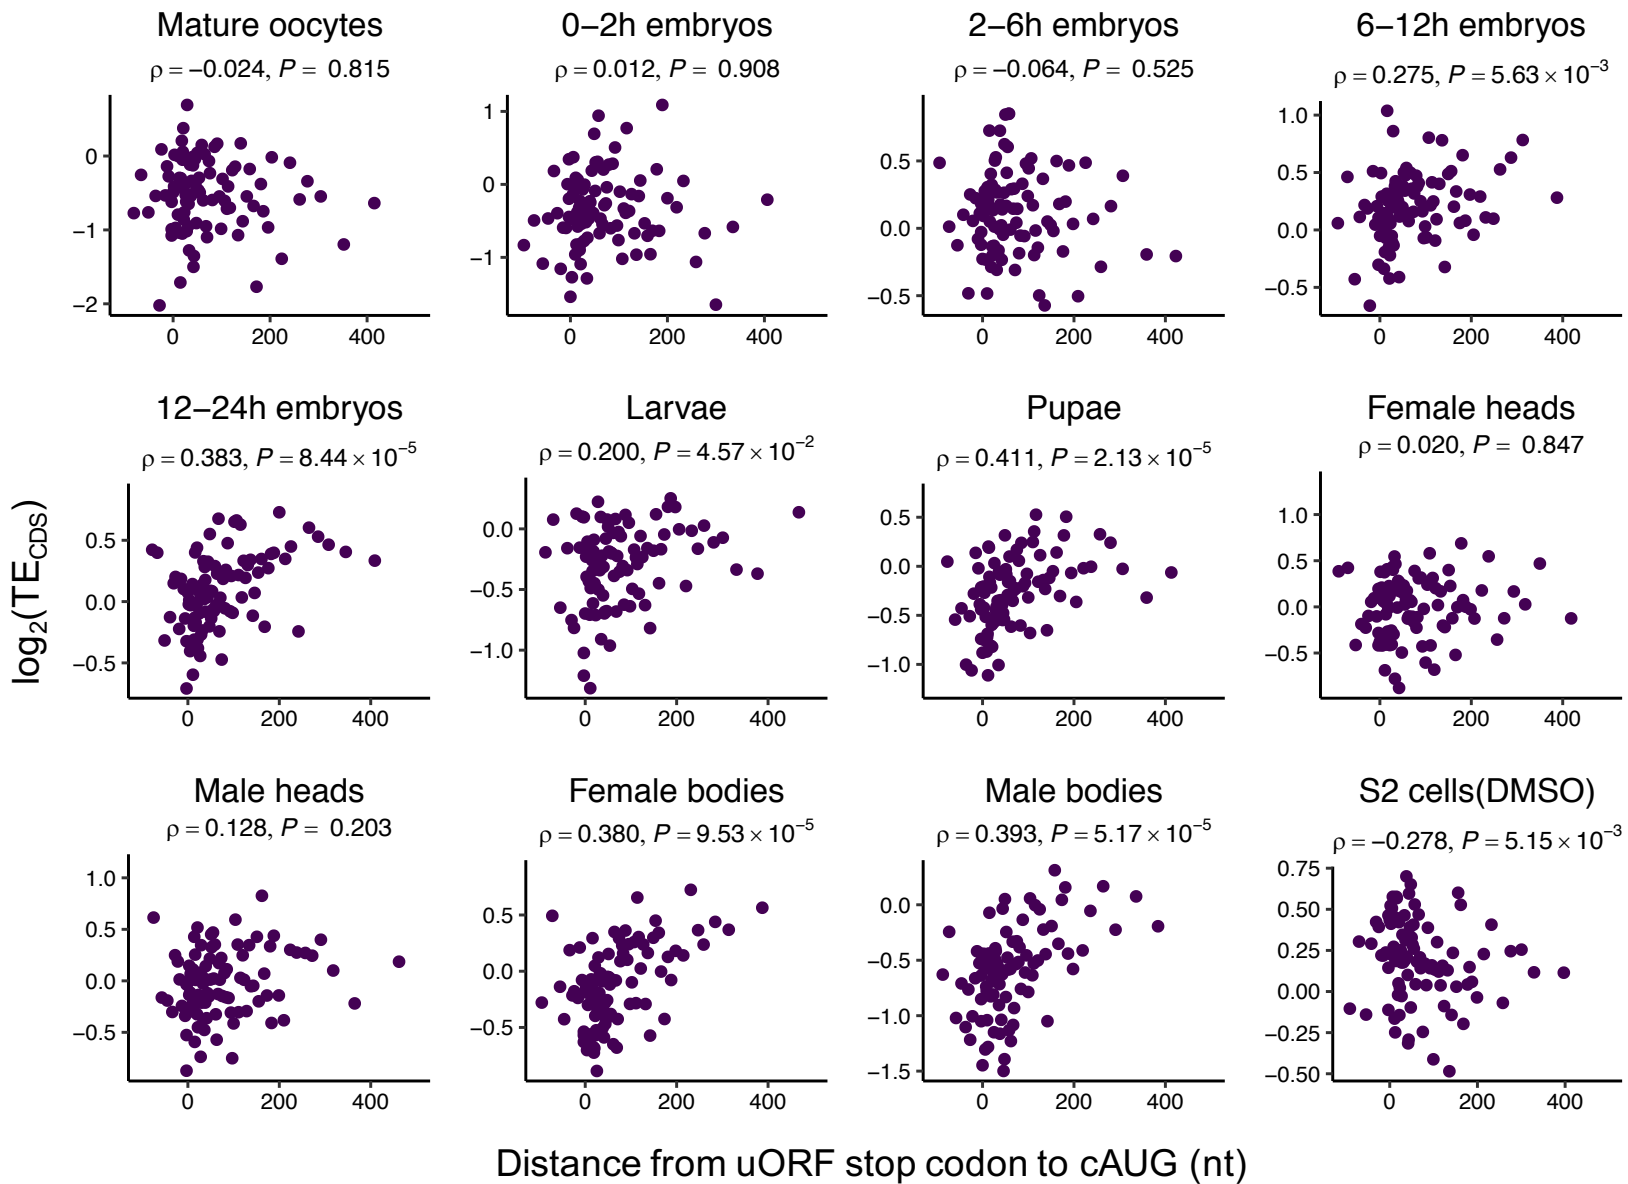 Mature oocytes
ρ = −0.024, P = 0.815
0
−1
−2
0 200 400
0−2h embryos
ρ = 0.012, P = 0.908
1
0
−1
0 200 400
2−6h embryos
ρ = −0.064, P = 0.525
0.5
0.0
−0.5
0 200 400
6−12h embryos
ρ = 0.275, P = 5.63 × 10⁻³
1.0
0.5
0.0
−0.5
0 200 400
log₂(TE_CDS)
12−24h embryos
ρ = 0.383, P = 8.44 × 10⁻⁵
0.5
0.0
−0.5
0 200 400
Larvae
ρ = 0.200, P = 4.57 × 10⁻²
0.0
−0.5
−1.0
0 200 400
Pupae
ρ = 0.411, P = 2.13 × 10⁻⁵
0.5
0.0
−0.5
−1.0
0 200 400
Female heads
ρ = 0.020, P = 0.847
1.0
0.5
0.0
−0.5
0 200 400
Male heads
ρ = 0.128, P = 0.203
1.0
0.5
0.0
−0.5
0 200 400
Female bodies
ρ = 0.380, P = 9.53 × 10⁻⁵
0.5
0.0
−0.5
0 200 400
Male bodies
ρ = 0.393, P = 5.17 × 10⁻⁵
0.0
−0.5
−1.0
−1.5
0 200 400
S2 cells(DMSO)
ρ = −0.278, P = 5.15 × 10⁻³
0.75
0.50
0.25
0.00
−0.25
−0.50
0 200 400
Distance from uORF stop codon to cAUG (nt)